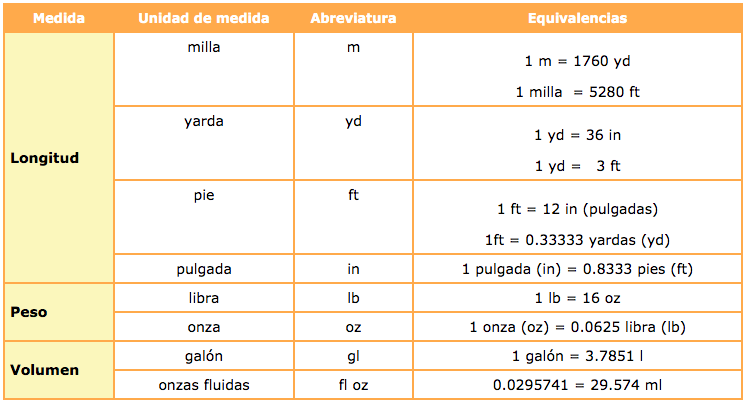 Medida Unidad de medida Abreviatura Equivalencias
Longitud
milla m
1 m = 1760 yd
1 milla = 5280 ft
yarda yd
1 yd = 36 in
1 yd = 3 ft
pie ft
1 ft = 12 in (pulgadas)
1ft = 0.33333 yardas (yd)
pulgada in 1 pulgada (in) = 0.8333 pies (ft)
Peso
libra lb 1 lb = 16 oz
onza oz 1 onza (oz) = 0.0625 libra (lb)
Volumen
galón gl 1 galón = 3.7851 l
onzas fluidas fl oz 0.0295741 = 29.574 ml